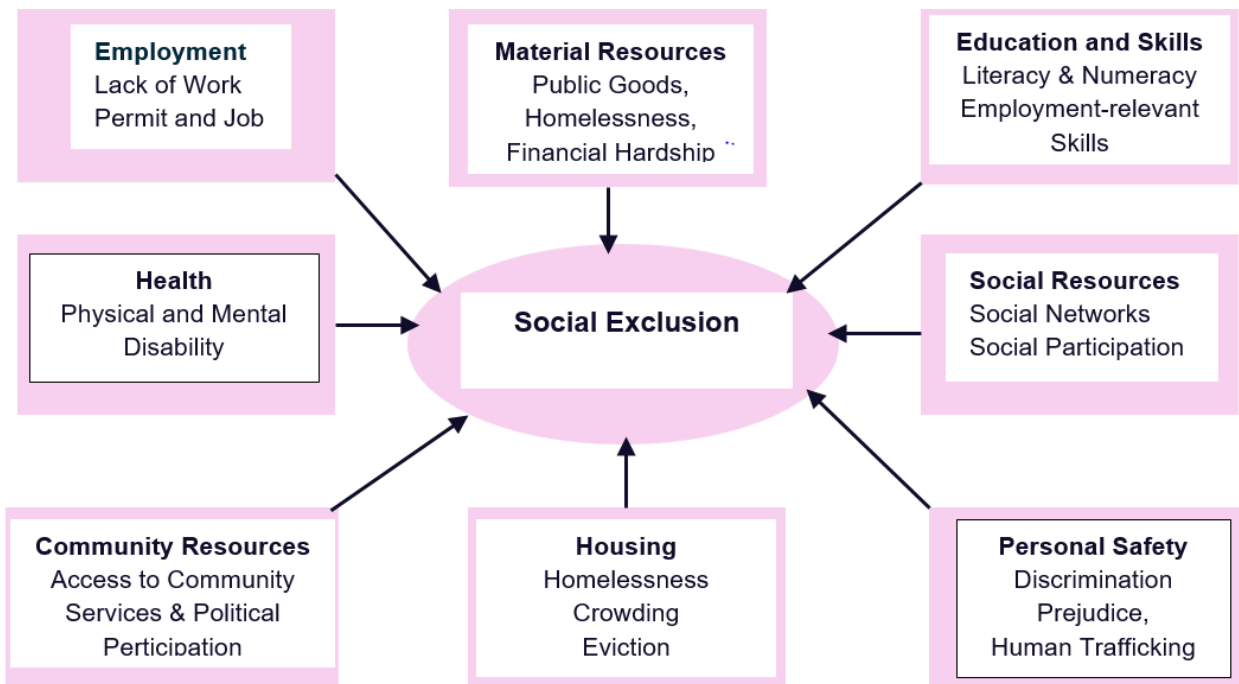 Employment
Lack of Work
Permit and Job
Material Resources
Public Goods,
Homelessness,
Financial Hardship
Education and Skills
Literacy & Numeracy
Employment-relevant
Skills
Health
Physical and Mental
Disability
Social Exclusion
Social Resources
Social Networks
Social Participation
Community Resources
Access to Community
Services & Political
Perticipation
Housing
Homelessness
Crowding
Eviction
Personal Safety
Discrimination
Prejudice,
Human Trafficking